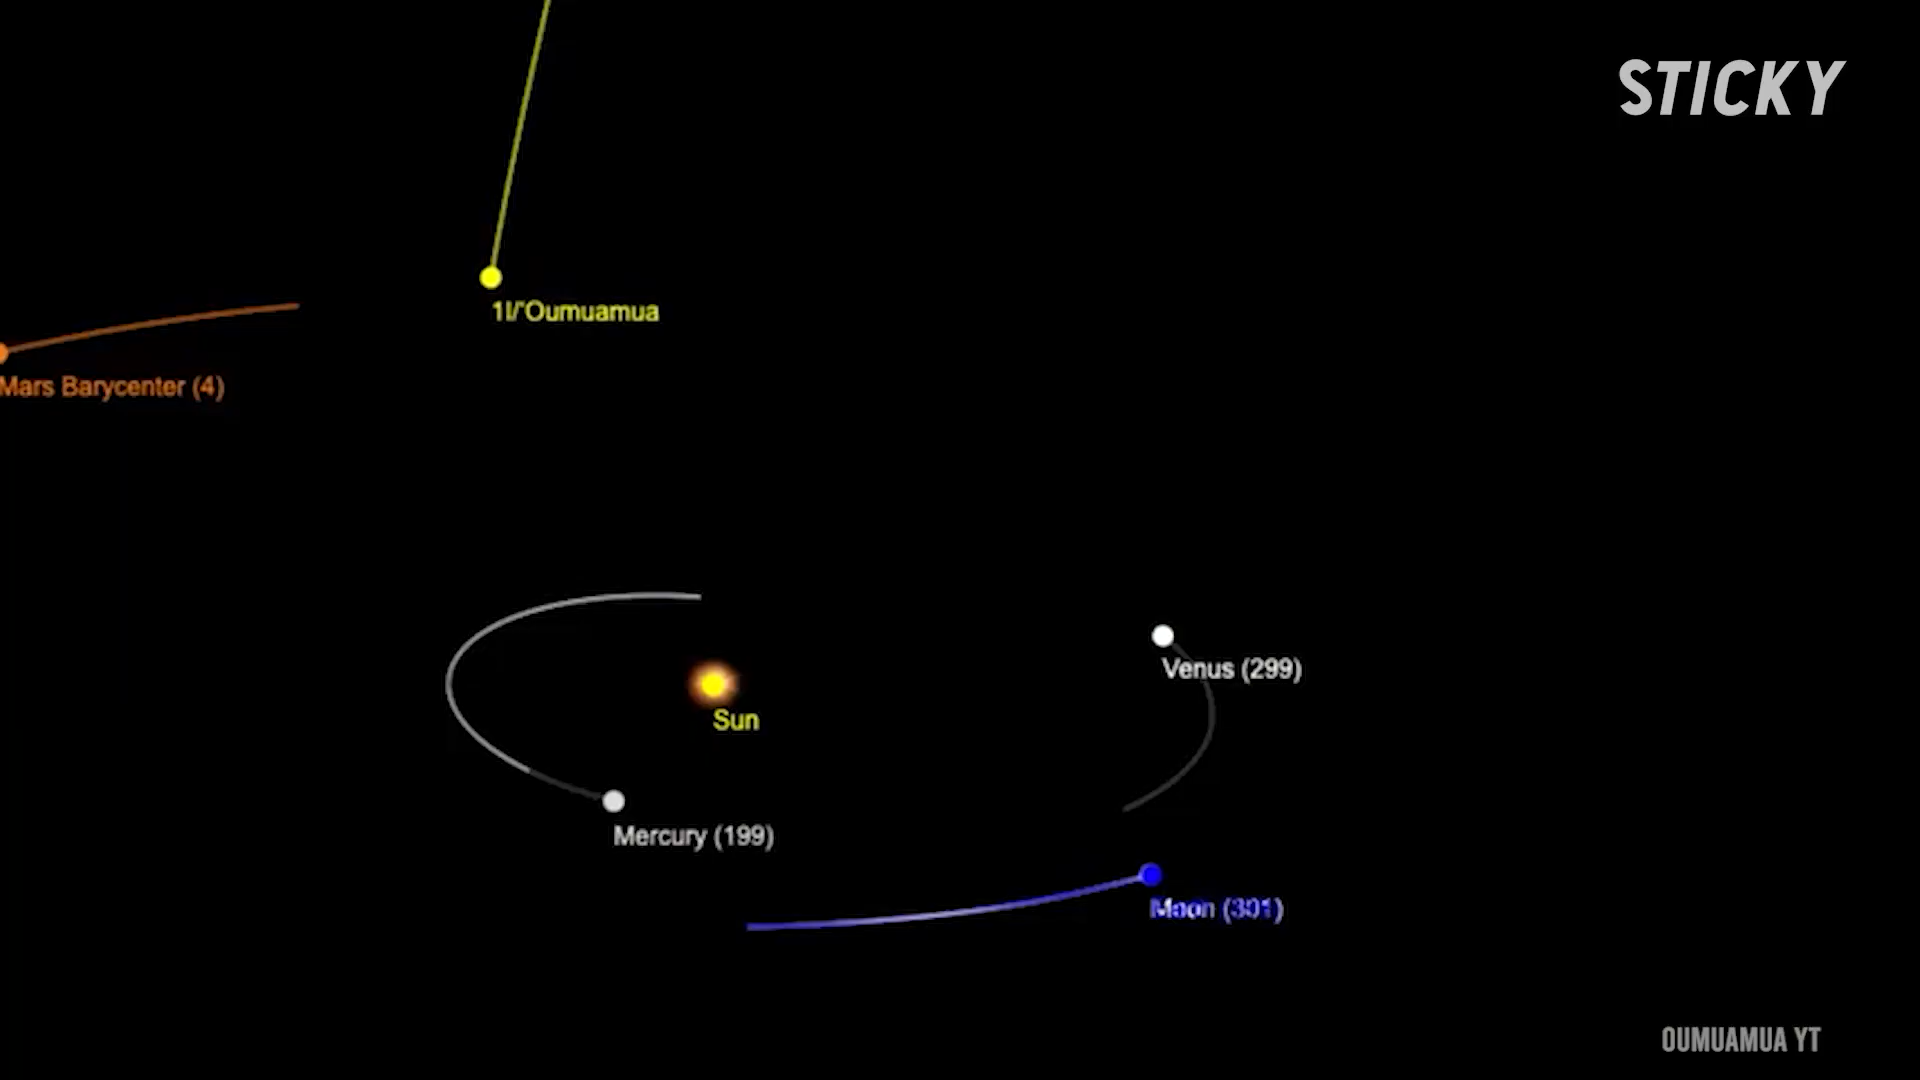 STICKY
1I/'Oumuamua
Mars Barycenter (4)
Venus (299)
Sun
Mercury (199)
Moon (301)
OUMUAMUA YT